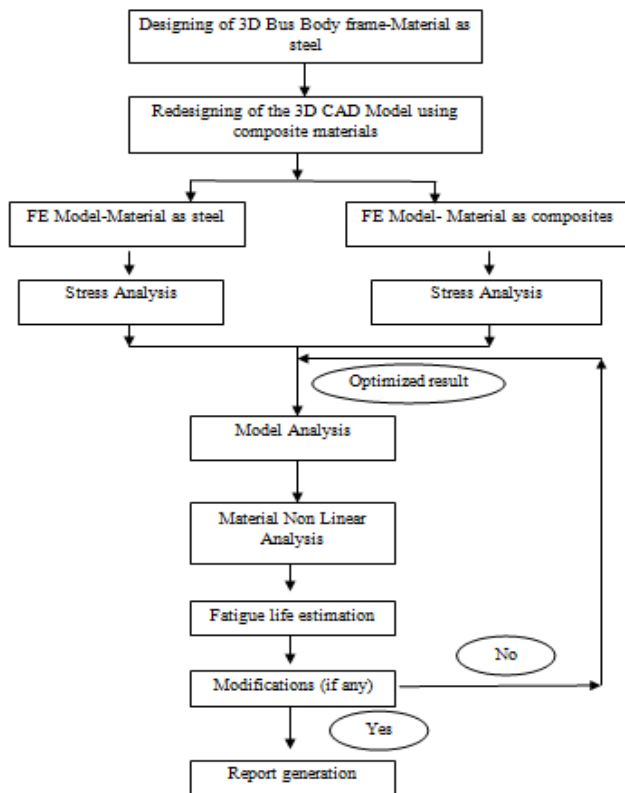 Designing of 3D Bus Body frame-Material as
steel
Redesigning of the 3D CAD Model using
composite materials
FE Model-Material as steel
FE Model- Material as composites
Stress Analysis
Stress Analysis
Optimized result
Model Analysis
Material Non Linear
Analysis
Fatigue life estimation
No
Modifications (if any)
Yes
Report generation